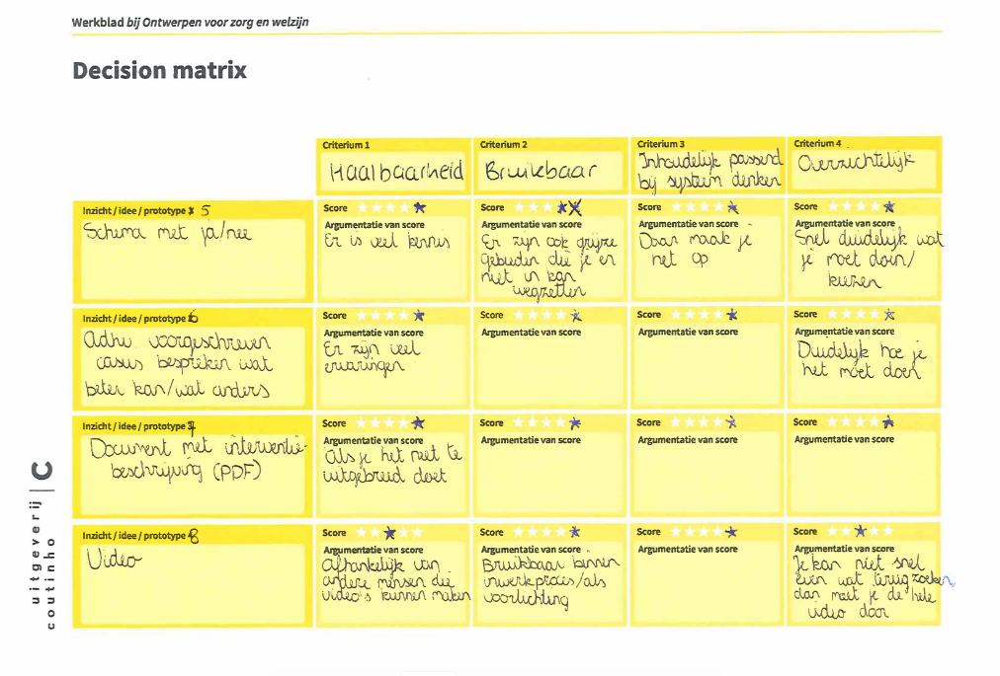 Werkblad bij Ontwerpen voor zorg en welzijn
Decision matrix
Criterium 1
Haalbaarheid
Criterium 2
Bruikbaar
Criterium 3
Inhoudelijk passend
bij systeem denken
Criterium 4
Overzichtelijk
Inzicht / idee / prototype 5
Schema met ja/nee
Score
Argumentatie van score
Er is veel kennis
Score
Argumentatie van score
Er zijn ook grijze
gebieden die je er
niet in kan
wegzetten
Score
Argumentatie van score
Daar maak je
het op
Score
Argumentatie van score
Snel duidelijk wat
je moet doen/
kiezen
Inzicht / idee / prototype 6
Adhv voorgeschreven
casus bespreken wat
beter kan/wat anders
Score
Argumentatie van score
Er zijn veel
ervaringen
Score
Argumentatie van score
Score
Argumentatie van score
Score
Argumentatie van score
Duidelijk hoe je
het moet doen
Inzicht / idee / prototype 7
Document met interventie-
beschrijving (PDF)
Score
Argumentatie van score
Als je het niet te
uitgebreid doet
Score
Argumentatie van score
Score
Argumentatie van score
Score
Argumentatie van score
Inzicht / idee / prototype 8
Video
Score
Argumentatie van score
Afhankelijk van
andere mensen die
video's kunnen maken
Score
Argumentatie van score
Bruikbaar binnen
inwerkproces/als
voorlichting
Score
Argumentatie van score
Score
Argumentatie van score
Je kan niet snel
even wat terugzoeken,
dan moet je de hele
video door
uitgeverij C
coutinho